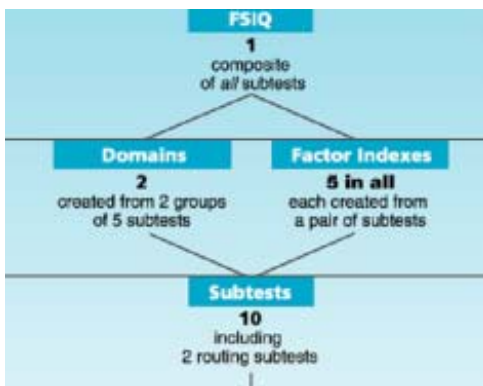 FSIQ
1
composite
of all subtests
Domains
2
created from 2 groups
of 5 subtests
Factor Indexes
5 in all
each created from
a pair of subtests
Subtests
10
including
2 routing subtests